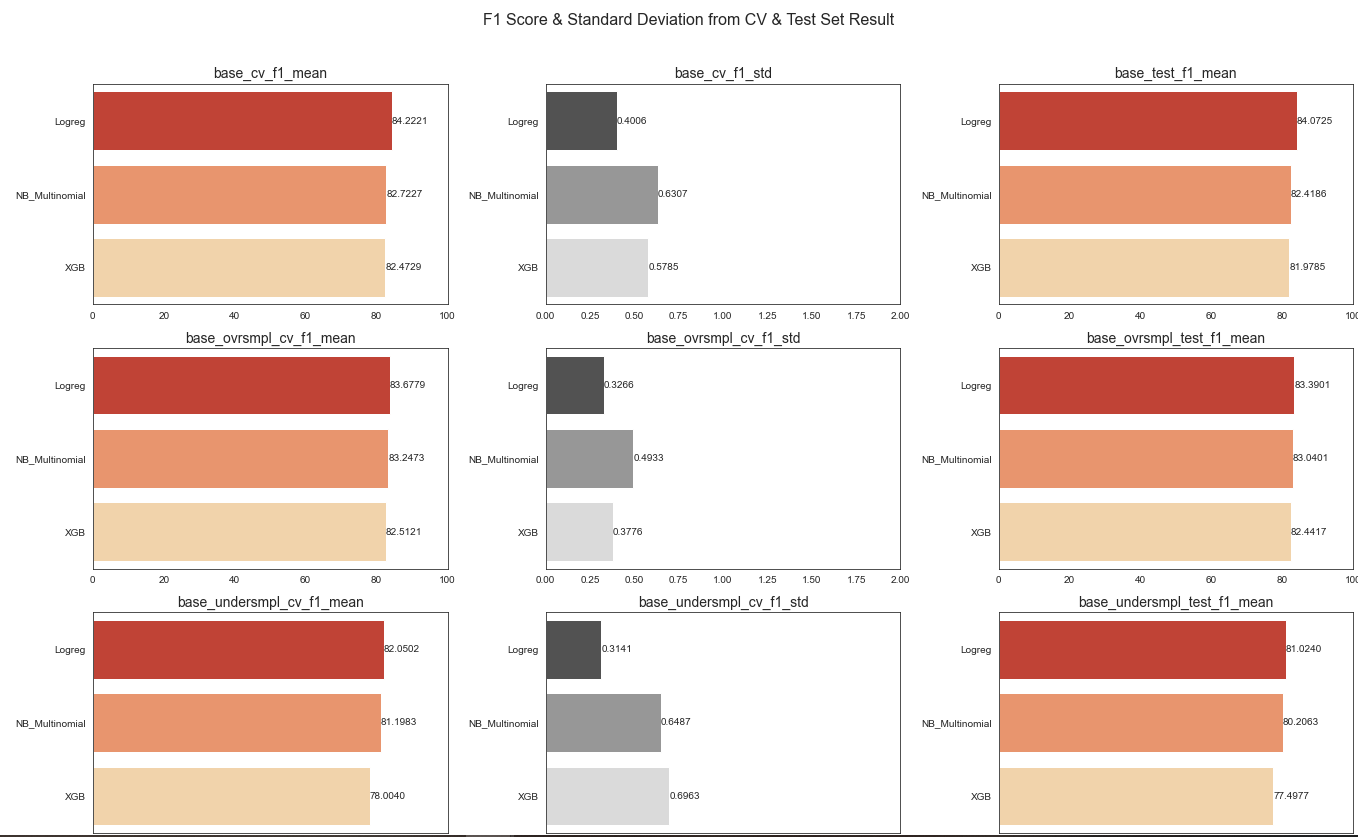 F1 Score & Standard Deviation from CV & Test Set Result
base_cv_f1_mean
Logreg
84.2221
NB_Multinomial
82.7227
XGB
82.4729
0 20 40 60 80 100
base_cv_f1_std
Logreg
0.4006
NB_Multinomial
0.6307
XGB
0.5785
0.00 0.25 0.50 0.75 1.00 1.25 1.50 1.75 2.00
base_test_f1_mean
Logreg
84.0725
NB_Multinomial
82.4186
XGB
81.9785
0 20 40 60 80 100
base_ovrsmpl_cv_f1_mean
Logreg
83.6779
NB_Multinomial
83.2473
XGB
82.5121
0 20 40 60 80 100
base_ovrsmpl_cv_f1_std
Logreg
0.3266
NB_Multinomial
0.4933
XGB
0.3776
0.00 0.25 0.50 0.75 1.00 1.25 1.50 1.75 2.00
base_ovrsmpl_test_f1_mean
Logreg
83.3901
NB_Multinomial
83.0401
XGB
82.4417
0 20 40 60 80 100
base_undersmpl_cv_f1_mean
Logreg
82.0502
NB_Multinomial
81.1983
XGB
78.0040
base_undersmpl_cv_f1_std
Logreg
0.3141
NB_Multinomial
0.6487
XGB
0.6963
base_undersmpl_test_f1_mean
Logreg
81.0240
NB_Multinomial
80.2063
XGB
77.4977